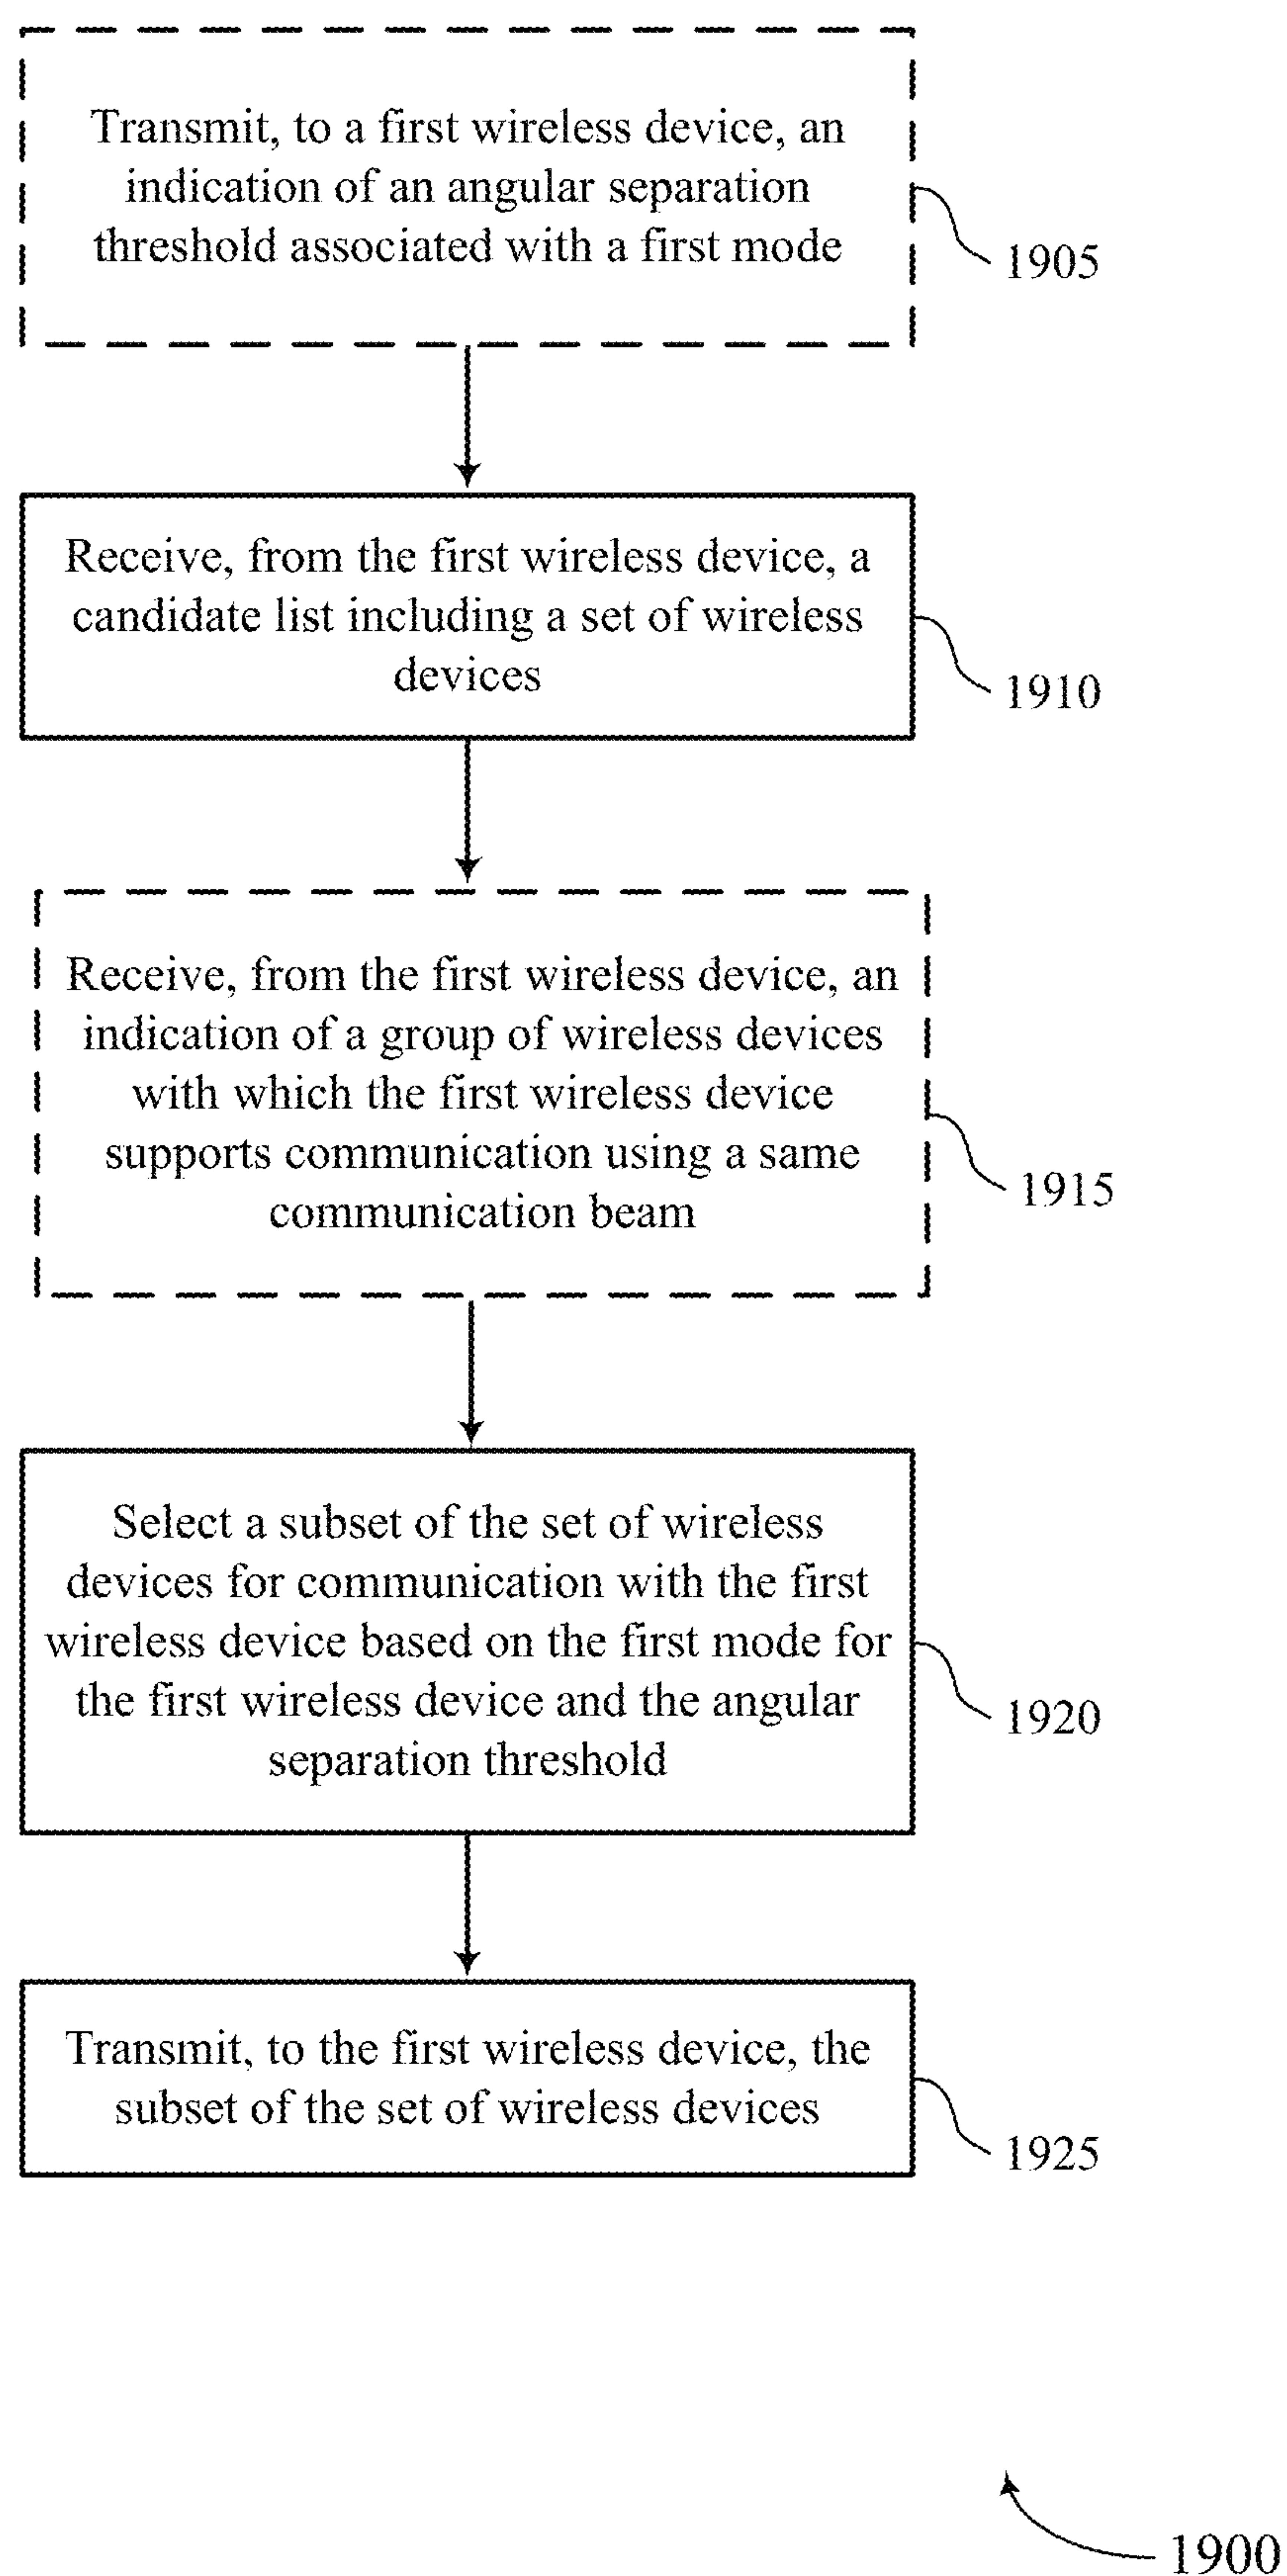 Transmit, to a first wireless device, an
indication of an angular separation
threshold associated with a first mode
1905
Receive, from the first wireless device, a
candidate list including a set of wireless
devices
1910
Receive, from the first wireless device, an
indication of a group of wireless devices
with which the first wireless device
supports communication using a same
communication beam
1915
Select a subset of the set of wireless
devices for communication with the first
wireless device based on the first mode for
the first wireless device and the angular
separation threshold
1920
Transmit, to the first wireless device, the
subset of the set of wireless devices
1925
1900